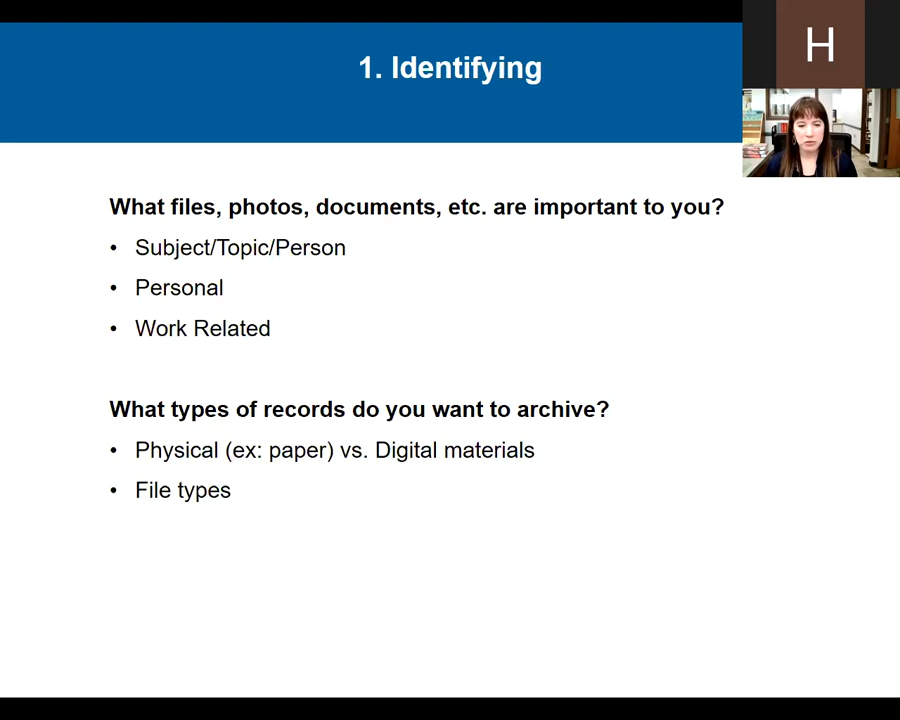 1. Identifying
H
What files, photos, documents, etc. are important to you?
• Subject/Topic/Person
• Personal
• Work Related
What types of records do you want to archive?
• Physical (ex: paper) vs. Digital materials
• File types